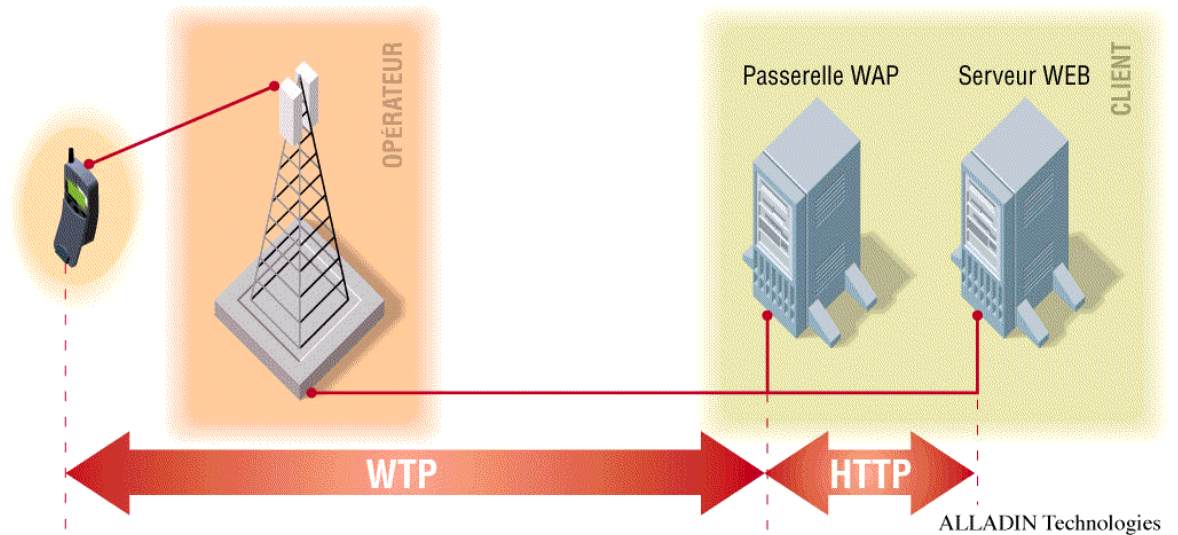 OPÉRATEUR
Passerelle WAP
Serveur WEB
CLIENT
WTP
HTTP
ALLADIN Technologies